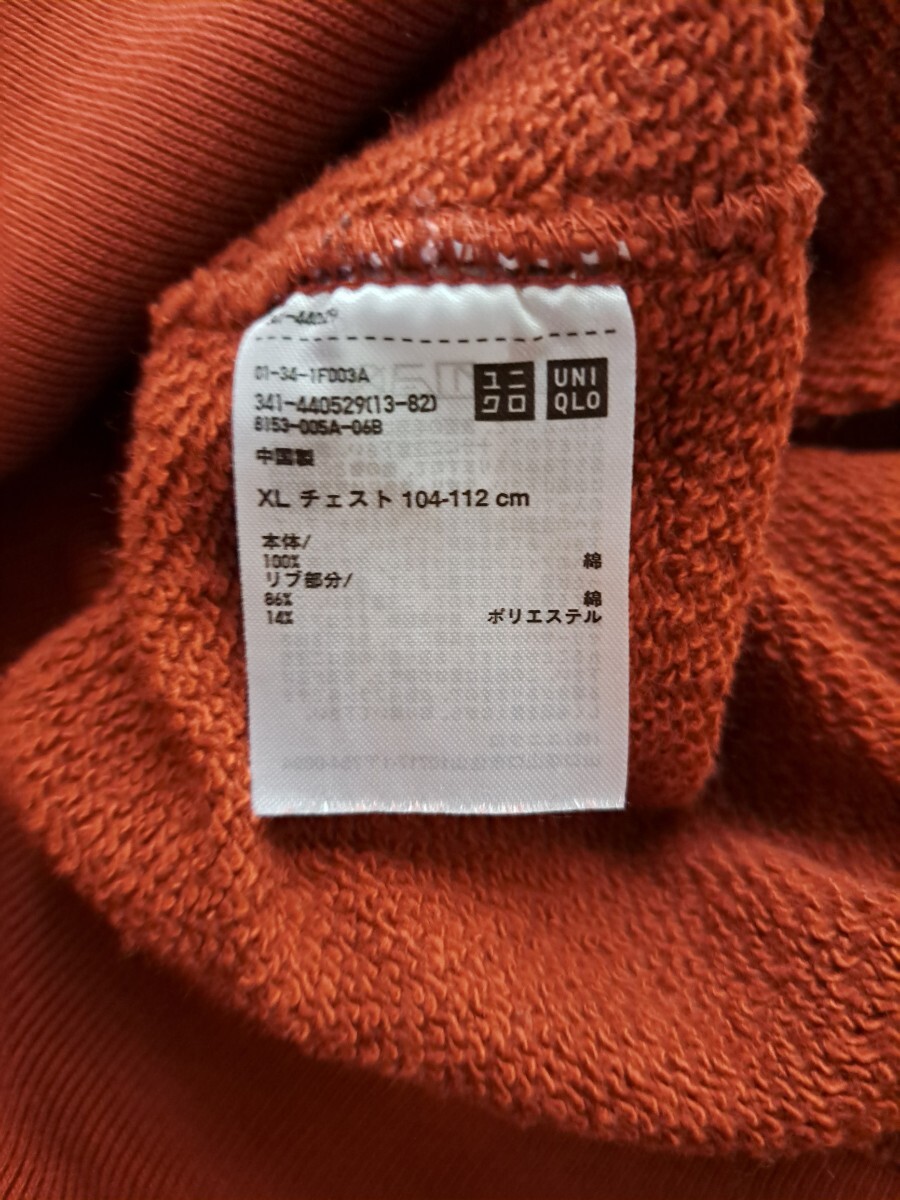 01-34-1F003A
341-440529(13-82)
8153-005A-06B
ユニ
クロ
UNI
QLO
中国製
XL チェスト 104-112 cm
本体/
100% 綿
リブ部分/
86% 綿
14% ポリエステル